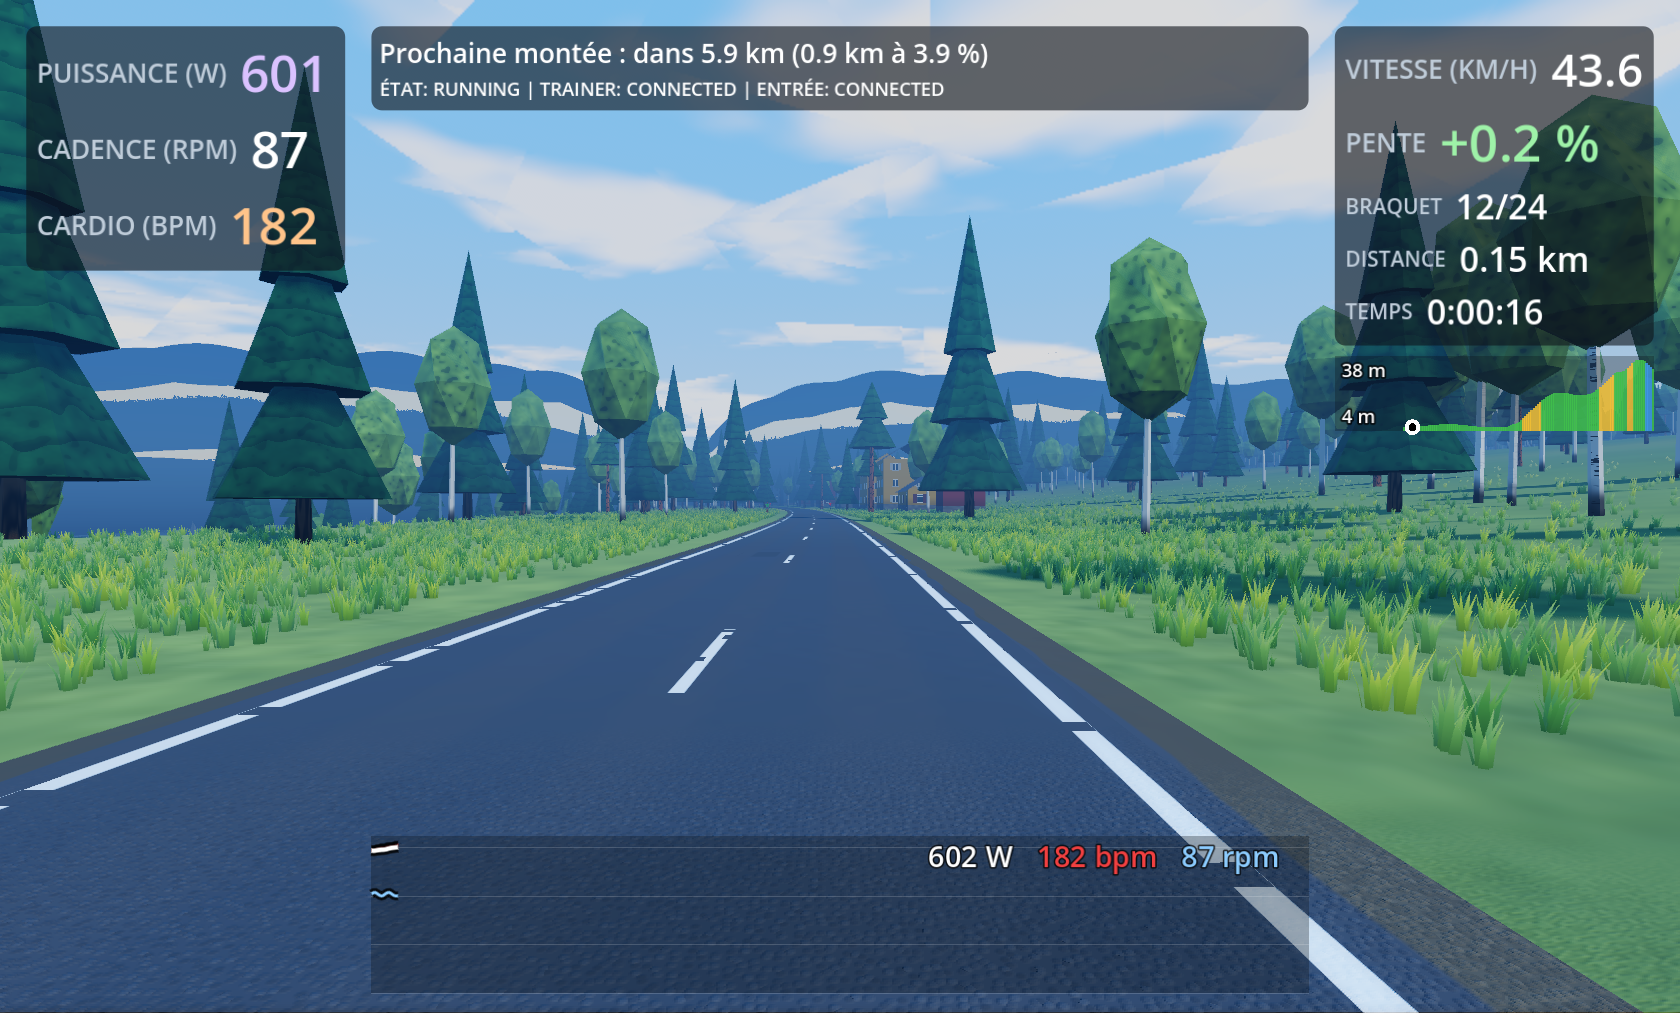 PUISSANCE (W) 601
CADENCE (RPM) 87
CARDIO (BPM) 182
Prochaine montée : dans 5.9 km (0.9 km à 3.9 %)
ÉTAT: RUNNING | TRAINER: CONNECTED | ENTRÉE: CONNECTED
VITESSE (KM/H) 43.6
PENTE +0.2 %
BRAQUET 12/24
DISTANCE 0.15 km
TEMPS 0:00:16
38 m
4 m
602 W 182 bpm 87 rpm